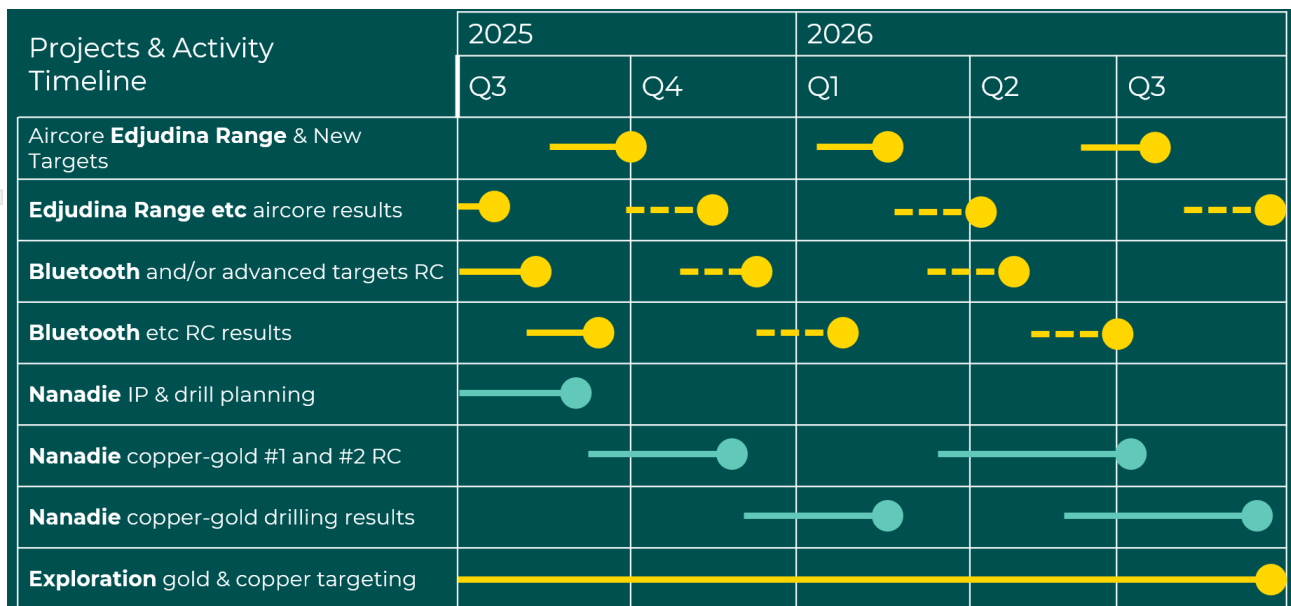 Projects & Activity
Timeline
2025
2026
Q3
Q4
Q1
Q2
Q3
Aircore Edjudina Range & New
Targets
Edjudina Range etc aircore results
Bluetooth and/or advanced targets RC
Bluetooth etc RC results
Nanadie IP & drill planning
Nanadie copper-gold #1 and #2 RC
Nanadie copper-gold drilling results
Exploration gold & copper targeting